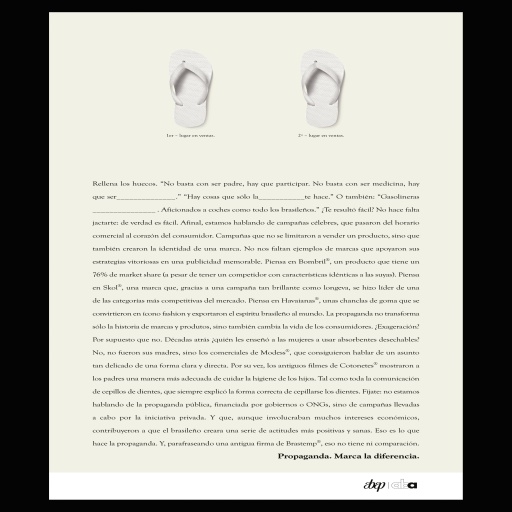 1er – lugar en ventas.
2º – lugar en ventas.
Rellena los huecos. "No basta con ser padre, hay que participar. No basta con ser medicina, hay
que ser________________." "Hay cosas que sólo la____________te hace." O también: "Gasolineras
________________. Aficionados a coches como todo los brasileños." ¿Te resultó fácil? No hace falta
jactarte: de verdad es fácil. Afinal, estamos hablando de campañas célebres, que pasaron del horario
comercial al corazón del consumidor. Campañas que no se limitaron a vender un producto, sino que
también crearon la identidad de una marca. No nos faltan ejemplos de marcas que apoyaron sus
estrategias vitoriosas en una publicidad memorable. Piensa en Bombril®, un producto que tiene un
76% de market share (a pesar de tener un competidor con características idénticas a las suyas). Piensa
en Skol®, una marca que, gracias a una campaña tan brillante como longeva, se hizo líder de una
de las categorías más competitivas del mercado. Piensa en Havaianas®, unas chanclas de goma que se
convirtieron en ícono fashion y exportaron el espíritu brasileño al mundo. La propaganda no transforma
sólo la historia de marcas y productos, sino también cambia la vida de los consumidores. ¿Exageración?
Por supuesto que no. Décadas atrás ¿quién les enseñó a las mujeres a usar absorbentes desechables?
No, no fueron sus madres, sino los comerciales de Modess®, que consiguieron hablar de un asunto
tan delicado de una forma clara y directa. Por su vez, los antiguos filmes de Cotonetes® mostraron a
los padres una manera más adecuada de cuidar la higiene de los hijos. Tal como toda la comunicación
de cepillos de dientes, que siempre explicó la forma correcta de cepillarse los dientes. Fíjate: no estamos
hablando de la propaganda pública, financiada por gobiernos o ONGs, sino de campañas llevadas
a cabo por la iniciativa privada. Y que, aunque involucraban muchos intereses económicos,
contribuyeron a que el brasileño creara una serie de actitudes más positivas y sanas. Eso es lo que
hace la propaganda. Y, parafraseando una antigua firma de Brastemp®, eso no tiene ni comparación.
Propaganda. Marca la diferencia.
abep cba